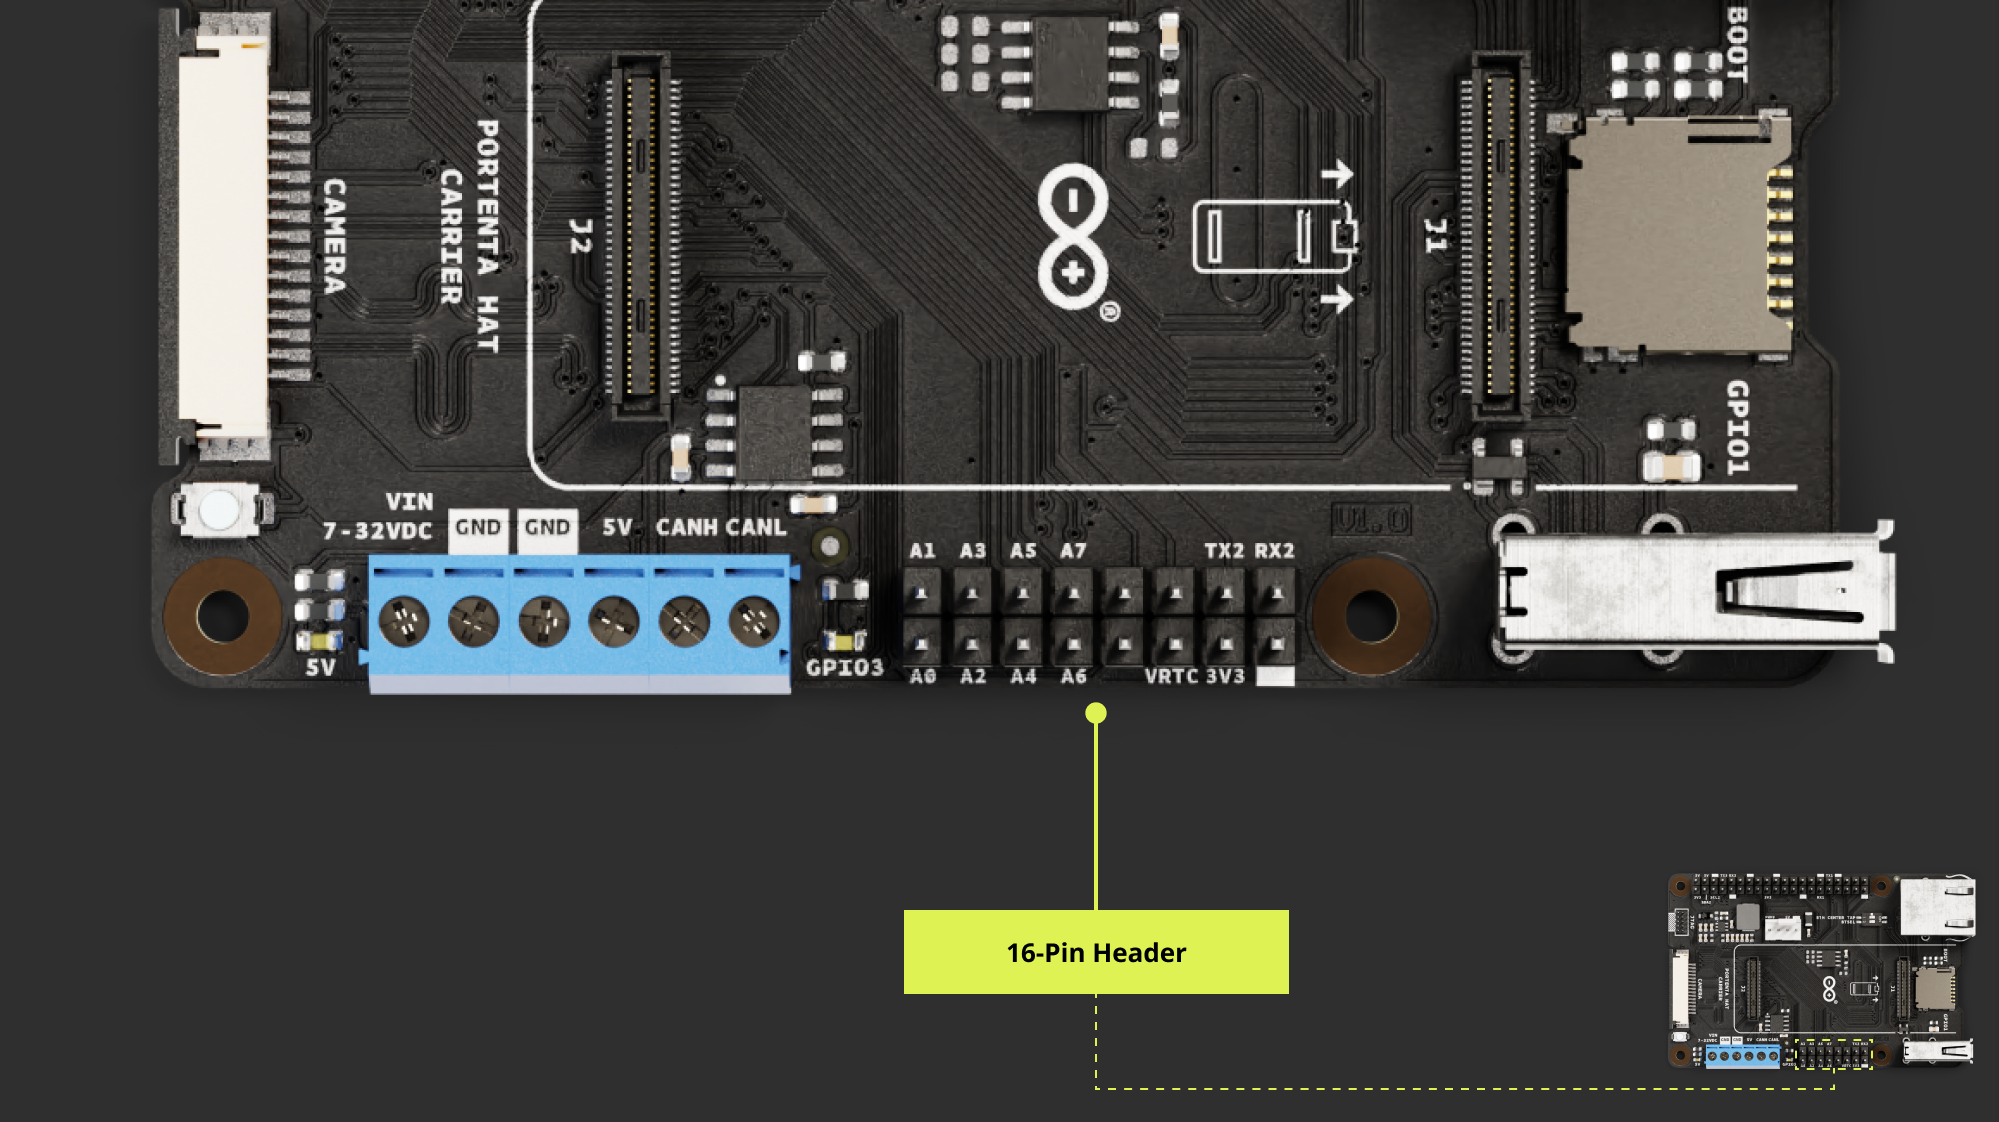 BOOT
CAMERA
PORTENTA HAT
CARRIER
J2
J1
®
GPIO1
VIN
7-32VDC
GND
GND
5V
CANH
CANL
V1.0
A1
A3
A5
A7
TX2
RX2
5V
GPIO3
A0
A2
A4
A6
VRTC
3V3
16-Pin Header